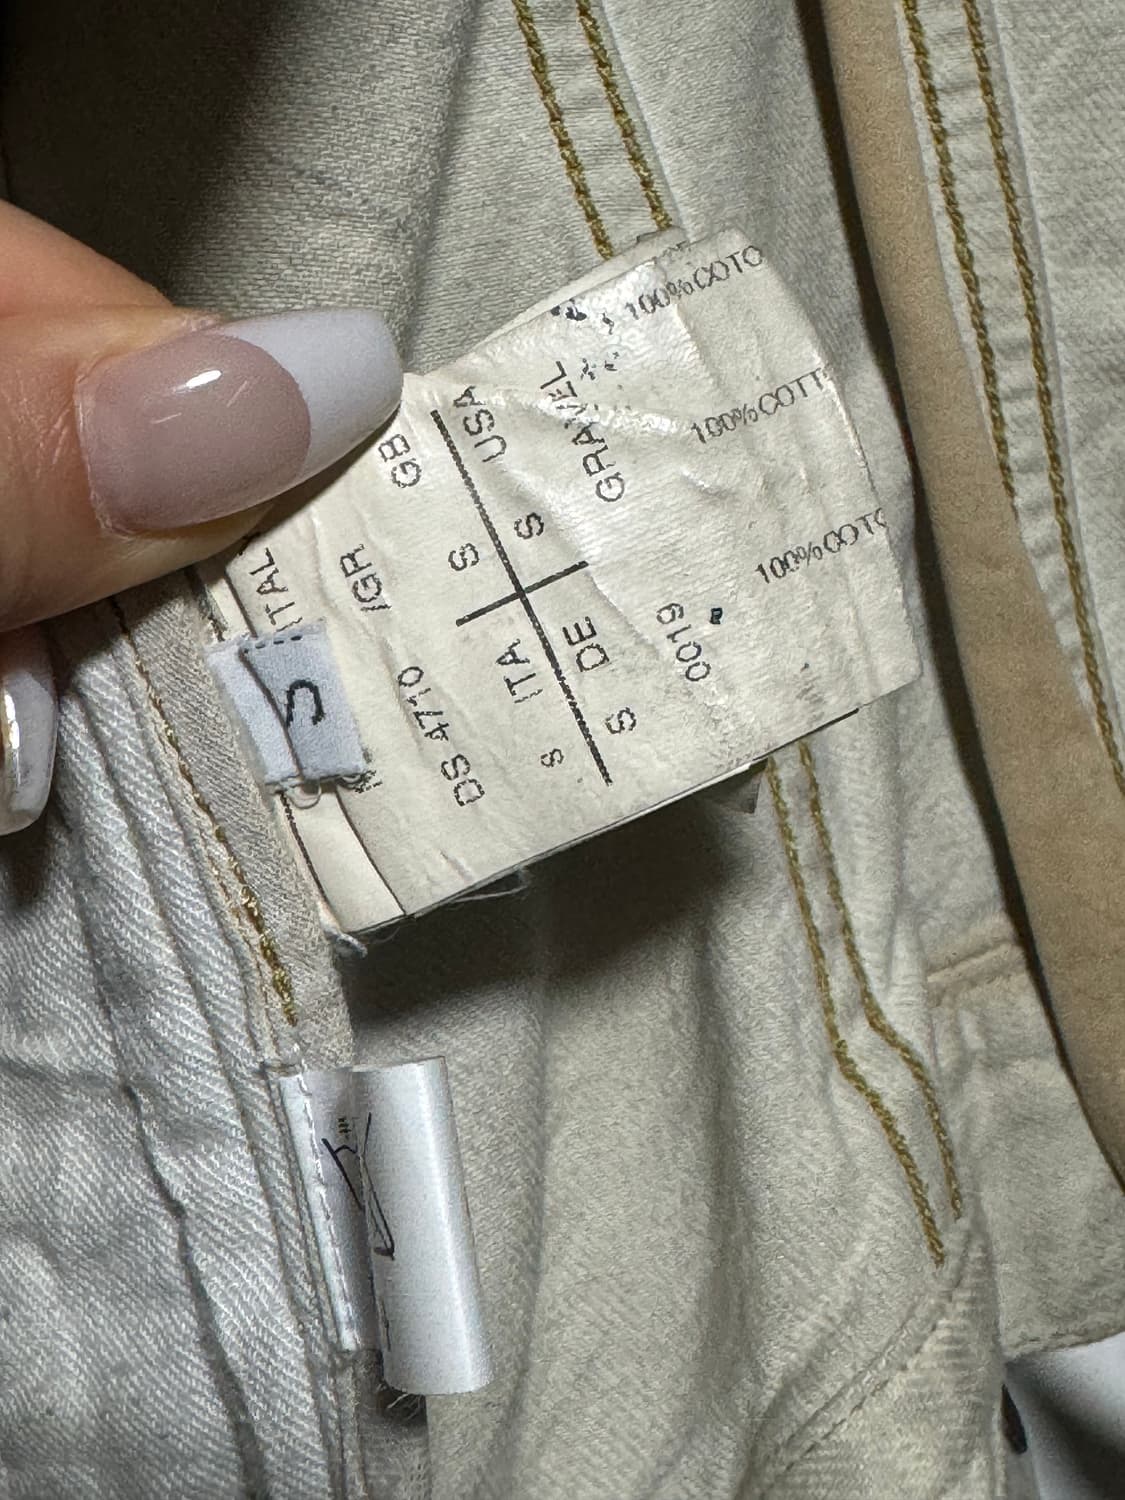 ITAL
DS 4710 /GR
S ITA S GB
S DE S USA
0019 GRAVEL
100%COTO
100%COTT
100%COTO